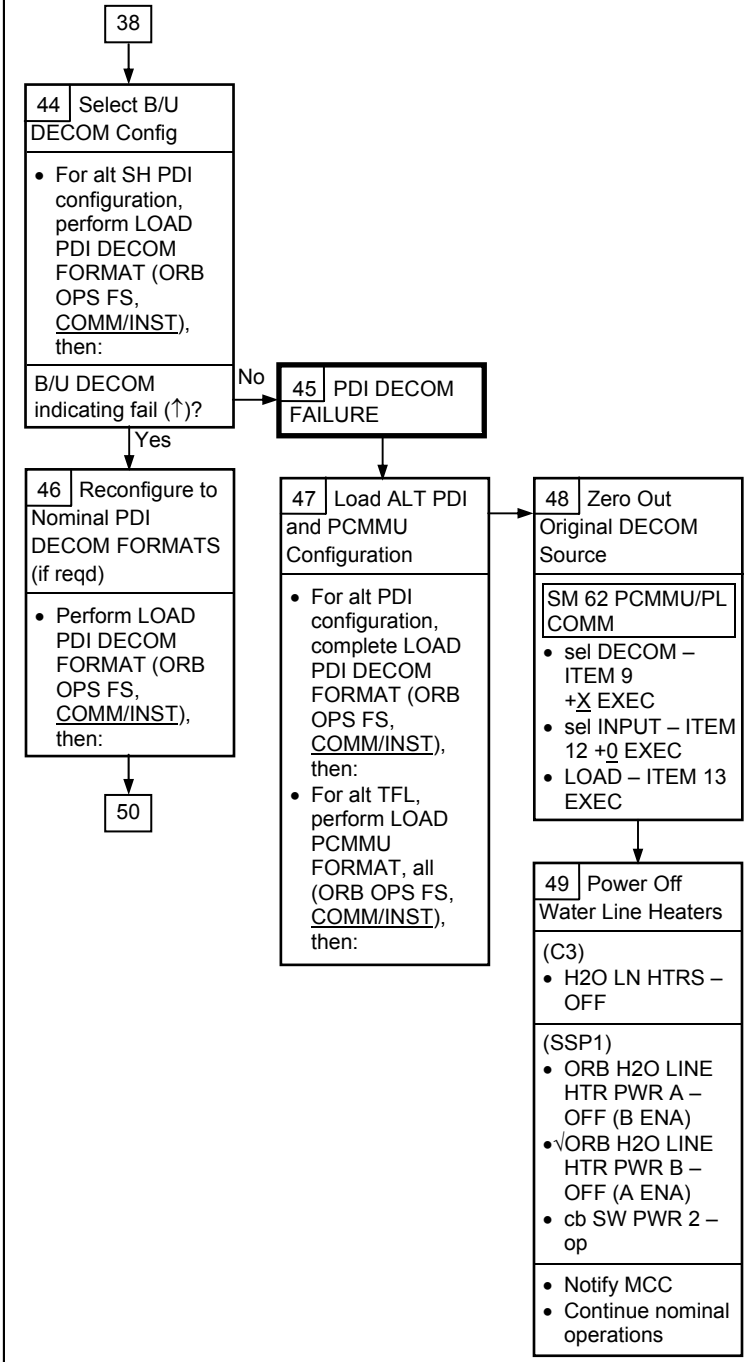 38
44 Select B/U
DECOM Config
• For alt SH PDI
configuration,
perform LOAD
PDI DECOM
FORMAT (ORB
OPS FS,
COMM/INST),
then:
B/U DECOM
indicating fail (↑)?
No
Yes
45 PDI DECOM
FAILURE
46 Reconfigure to
Nominal PDI
DECOM FORMATS
(if reqd)
• Perform LOAD
PDI DECOM
FORMAT (ORB
OPS FS,
COMM/INST),
then:
50
47 Load ALT PDI
and PCMMU
Configuration
• For alt PDI
configuration,
complete LOAD
PDI DECOM
FORMAT (ORB
OPS FS,
COMM/INST),
then:
• For alt TFL,
perform LOAD
PCMMU
FORMAT, all
(ORB OPS FS,
COMM/INST),
then:
48 Zero Out
Original DECOM
Source
SM 62 PCMMU/PL
COMM
• sel DECOM –
ITEM 9
+X EXEC
• sel INPUT – ITEM
12 +0 EXEC
• LOAD – ITEM 13
EXEC
49 Power Off
Water Line Heaters
(C3)
• H2O LN HTRS –
OFF
(SSP1)
• ORB H2O LINE
HTR PWR A –
OFF (B ENA)
•√ORB H2O LINE
HTR PWR B –
OFF (A ENA)
• cb SW PWR 2 –
op
• Notify MCC
• Continue nominal
operations